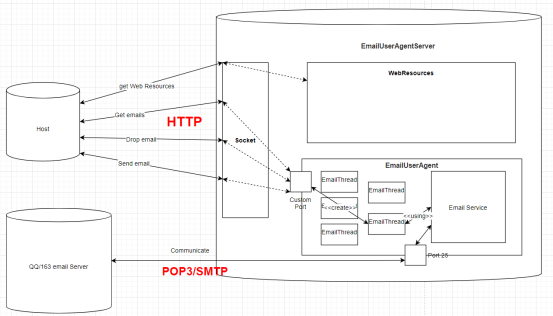 EmailUserAgentServer
WebResources
get Web Resources
Get emails
HTTP
Host
Drop email
Socket
Send email
EmailUserAgent
EmailThread
EmailThread
<<create>>
Custom
Port
EmailThread
EmailThread
Email Service
<<using>>
Port 25
Communicate
POP3/SMTP
QQ/163 email Server